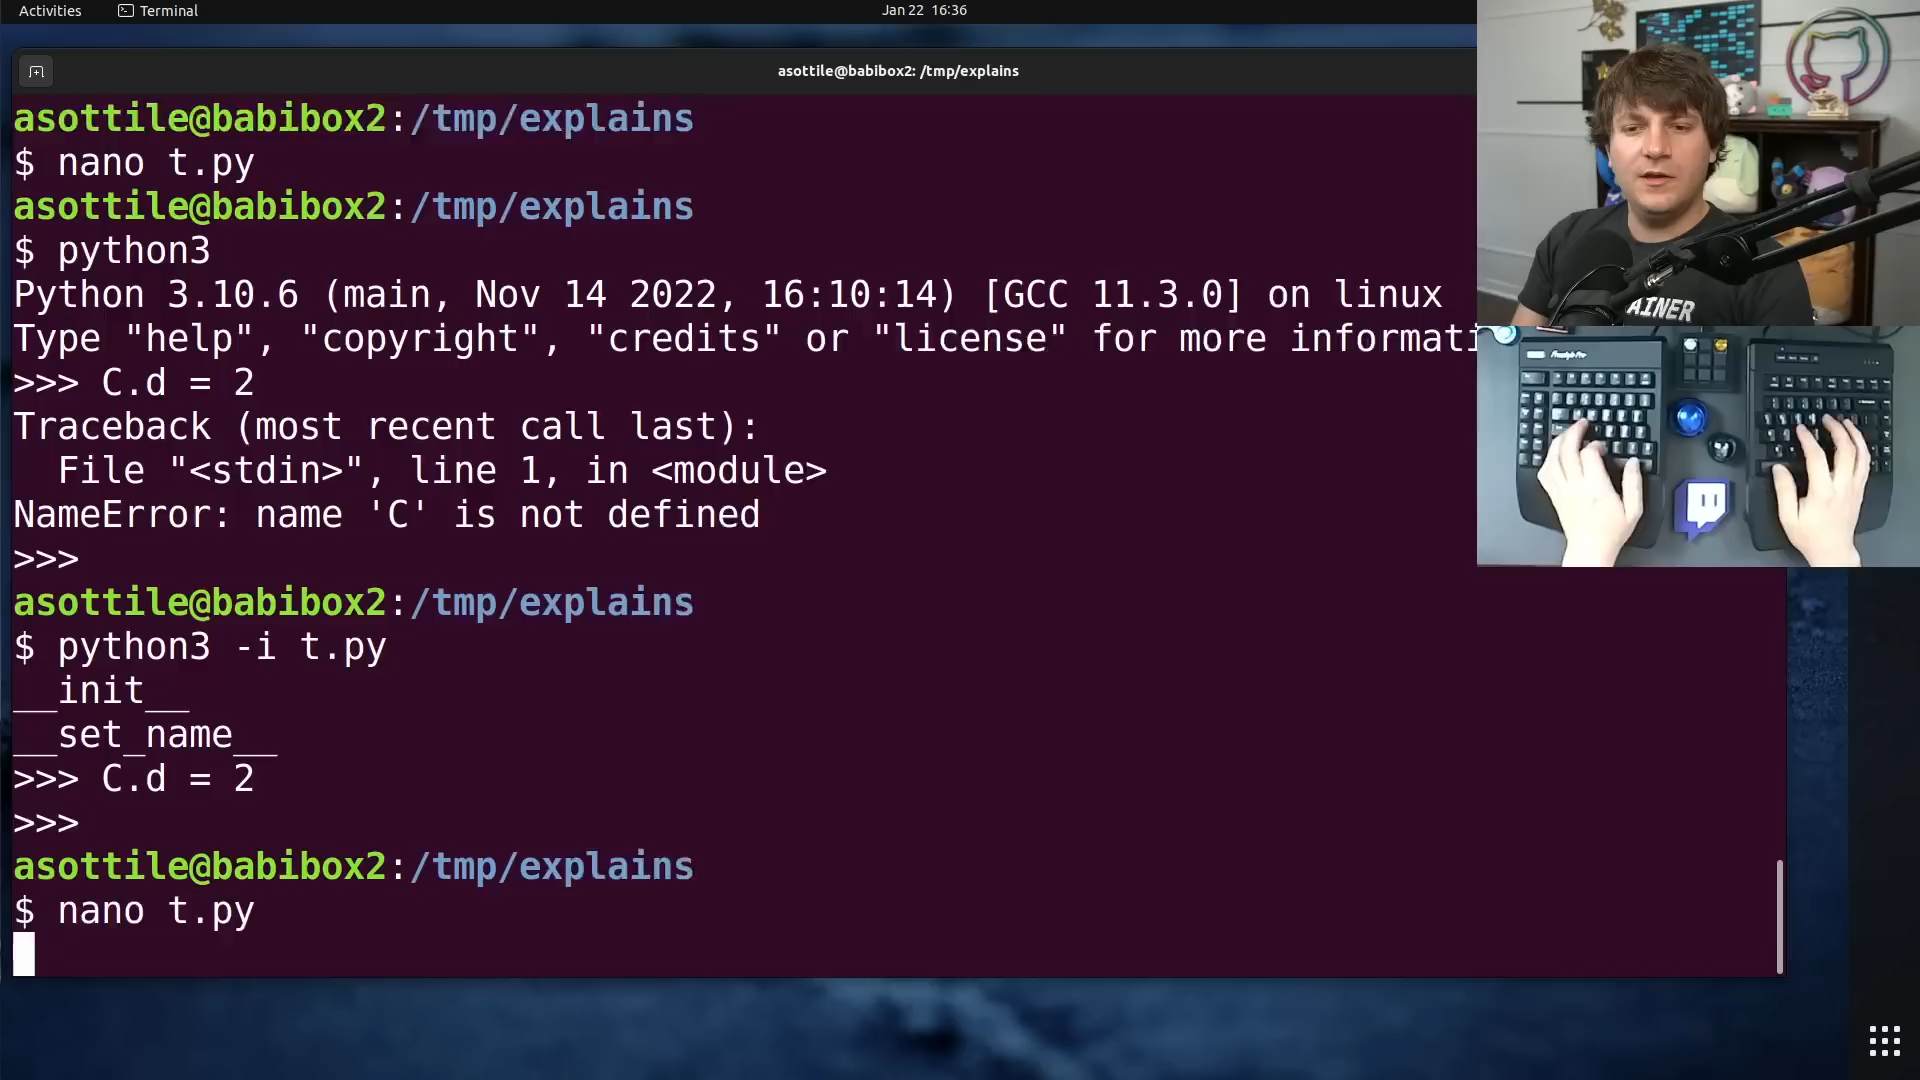 Activities
Terminal
Jan 22 16:36
asottile@babibox2: /tmp/explains
asottile@babibox2:/tmp/explains
$ nano t.py
asottile@babibox2:/tmp/explains
$ python3
Python 3.10.6 (main, Nov 14 2022, 16:10:14) [GCC 11.3.0] on linux
Type "help", "copyright", "credits" or "license" for more informati
>>> C.d = 2
Traceback (most recent call last):
  File "<stdin>", line 1, in <module>
NameError: name 'C' is not defined
>>>
asottile@babibox2:/tmp/explains
$ python3 -i t.py
__init__
__set_name__
>>> C.d = 2
>>>
asottile@babibox2:/tmp/explains
$ nano t.py
AINER
Freestyle Pro